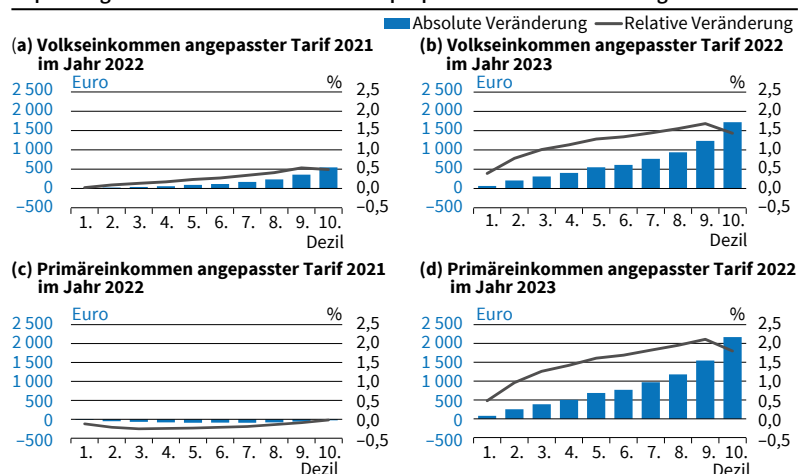 Absolute Veränderung Relative Veränderung
(a) Volkseinkommen angepasster Tarif 2021
im Jahr 2022
Euro %
2 500 2,5
2 000 2,0
1 500 1,5
1 000 1,0
500 0,5
0 0,0
–500 –0,5
1. 2. 3. 4. 5. 6. 7. 8. 9. 10.
Dezil
(b) Volkseinkommen angepasster Tarif 2022
im Jahr 2023
Euro %
2 500 2,5
2 000 2,0
1 500 1,5
1 000 1,0
500 0,5
0 0,0
–500 –0,5
1. 2. 3. 4. 5. 6. 7. 8. 9. 10.
Dezil
(c) Primäreinkommen angepasster Tarif 2021
im Jahr 2022
Euro %
2 500 2,5
2 000 2,0
1 500 1,5
1 000 1,0
500 0,5
0 0,0
–500 –0,5
1. 2. 3. 4. 5. 6. 7. 8. 9. 10.
Dezil
(d) Primäreinkommen angepasster Tarif 2022
im Jahr 2023
Euro %
2 500 2,5
2 000 2,0
1 500 1,5
1 000 1,0
500 0,5
0 0,0
–500 –0,5
1. 2. 3. 4. 5. 6. 7. 8. 9. 10.
Dezil